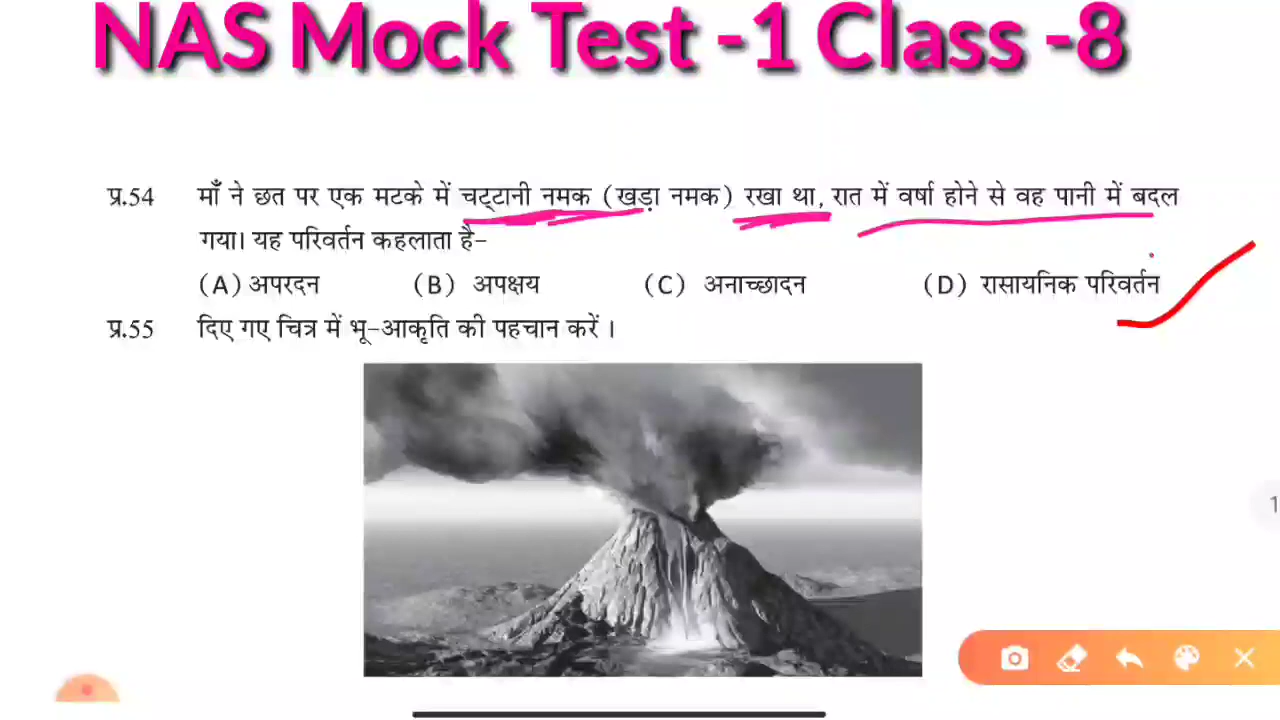 NAS Mock Test -1 Class -8
प्र.54 माँ ने छत पर एक मटके में चट्टानी नमक (खड़ा नमक) रखा था, रात में वर्षा होने से वह पानी में बदल
गया। यह परिवर्तन कहलाता है-
(A) अपरदन (B) अपक्षय (C) अनाच्छादन (D) रासायनिक परिवर्तन
प्र.55 दिए गए चित्र में भू-आकृति की पहचान करें ।
1